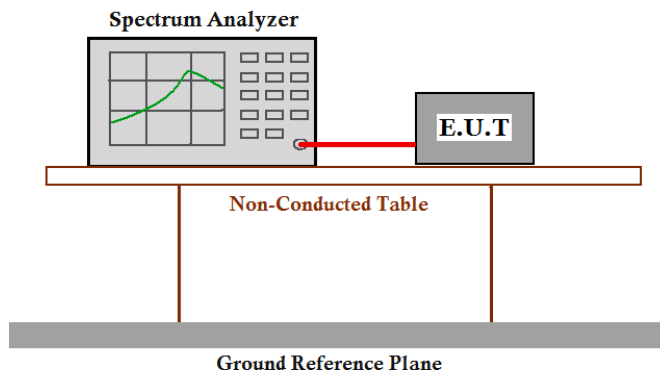 Spectrum Analyzer
E.U.T
Non-Conducted Table
Ground Reference Plane